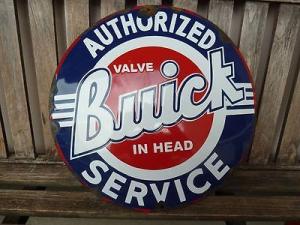 AUTHORIZED
VALVE
Buick
IN HEAD
SERVICE